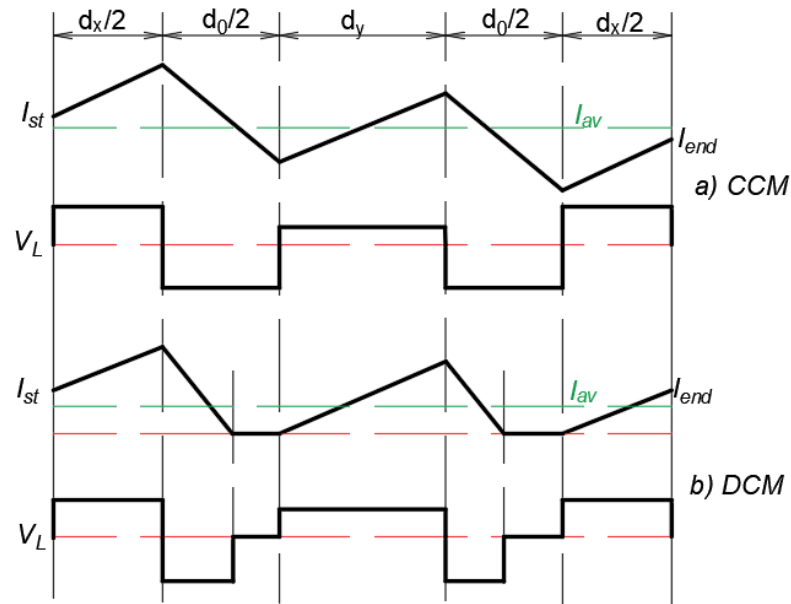 dx/2 d0/2 dy d0/2 dx/2
Ist Iav Iend
a) CCM
VL
Ist Iav Iend
b) DCM
VL